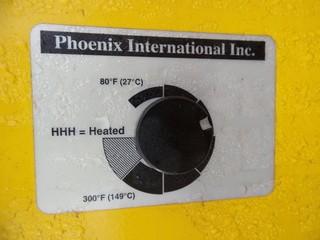 Phoenix International Inc.
80°F (27°C)
HHH = Heated
300°F (149°C)